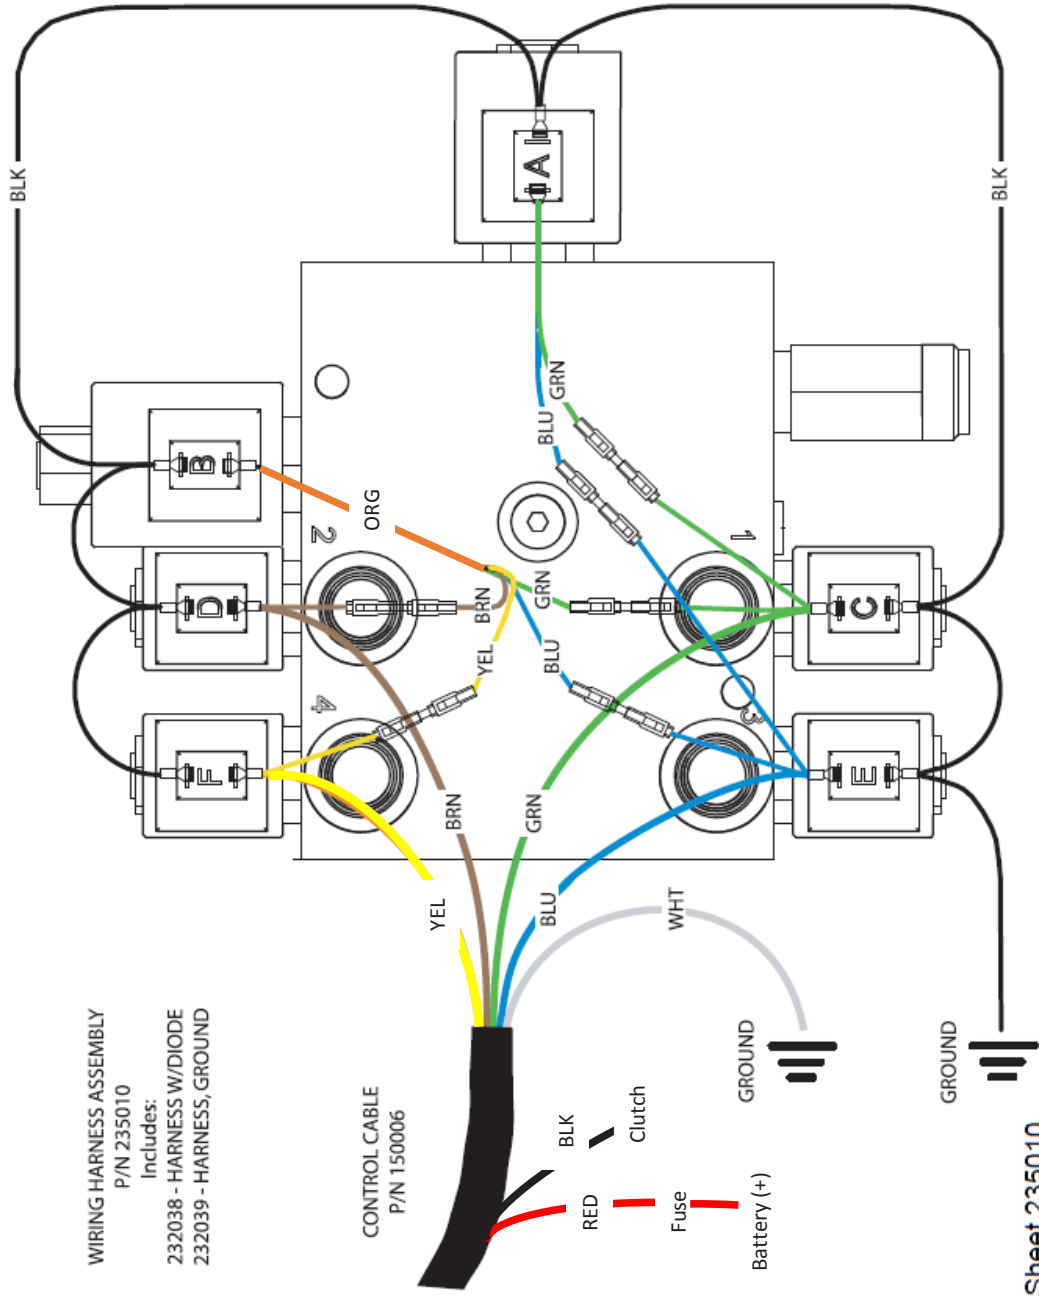 WIRING HARNESS ASSEMBLY
P/N 235010
Includes:
232038 - HARNESS W/DIODE
232039 - HARNESS, GROUND
CONTROL CABLE
P/N 150006
BLK
BLK
A
B
C
D
E
F
1
2
3
4
ORG
BLU
GRN
BRN
GRN
YEL
BLU
BRN
GRN
YEL
BLU
WHT
GROUND
GROUND
BLK
Clutch
RED
Fuse
Battery (+)
Sheet 235010